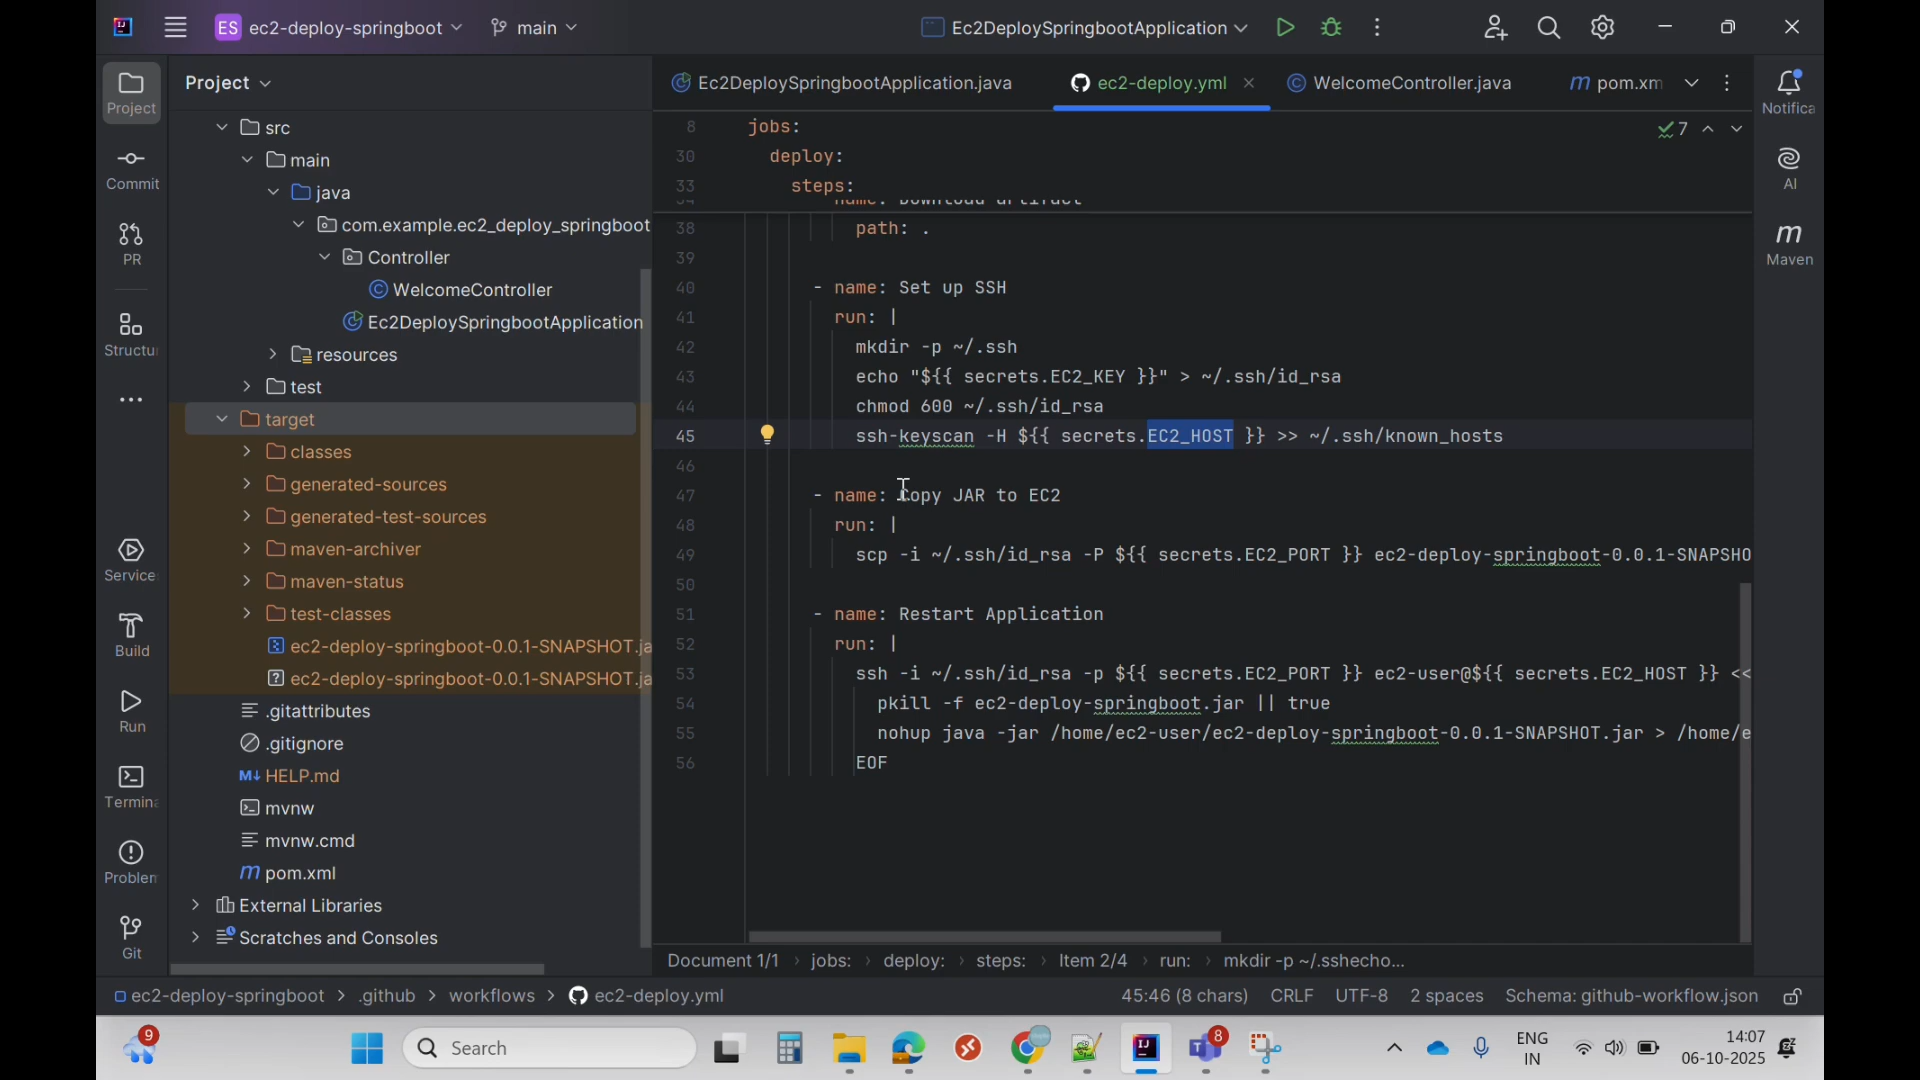 ES ec2-deploy-springboot
main
Ec2DeploySpringbootApplication
Project
Commit
PR
Structur
Service
Build
Run
Termina
Problem
Git
Project
src
main
java
com.example.ec2_deploy_springboot
Controller
WelcomeController
Ec2DeploySpringbootApplication
resources
test
target
classes
generated-sources
generated-test-sources
maven-archiver
maven-status
test-classes
ec2-deploy-springboot-0.0.1-SNAPSHOT.ja
ec2-deploy-springboot-0.0.1-SNAPSHOT.ja
.gitattributes
.gitignore
M↓ HELP.md
mvnw
mvnw.cmd
m pom.xml
External Libraries
Scratches and Consoles
Ec2DeploySpringbootApplication.java
ec2-deploy.yml
WelcomeController.java
m pom.xm
7
8 jobs:
30 deploy:
33 steps:
34 name: Download artifact
38 path: .
39
40 - name: Set up SSH
41 run: |
42 mkdir -p ~/.ssh
43 echo "${{ secrets.EC2_KEY }}" > ~/.ssh/id_rsa
44 chmod 600 ~/.ssh/id_rsa
45 ssh-keyscan -H ${{ secrets.EC2_HOST }} >> ~/.ssh/known_hosts
46
47 - name: Copy JAR to EC2
48 run: |
49 scp -i ~/.ssh/id_rsa -P ${{ secrets.EC2_PORT }} ec2-deploy-springboot-0.0.1-SNAPSHO
50
51 - name: Restart Application
52 run: |
53 ssh -i ~/.ssh/id_rsa -p ${{ secrets.EC2_PORT }} ec2-user@${{ secrets.EC2_HOST }} <<
54 pkill -f ec2-deploy-springboot.jar || true
55 nohup java -jar /home/ec2-user/ec2-deploy-springboot-0.0.1-SNAPSHOT.jar > /home/e
56 EOF
Notifica
AI
m
Maven
Document 1/1 › jobs: › deploy: › steps: › Item 2/4 › run: › mkdir -p ~/.sshecho...
ec2-deploy-springboot › .github › workflows › ec2-deploy.yml
45:46 (8 chars) CRLF UTF-8 2 spaces Schema: github-workflow.json
9
Search
8
ENG
IN
14:07
06-10-2025